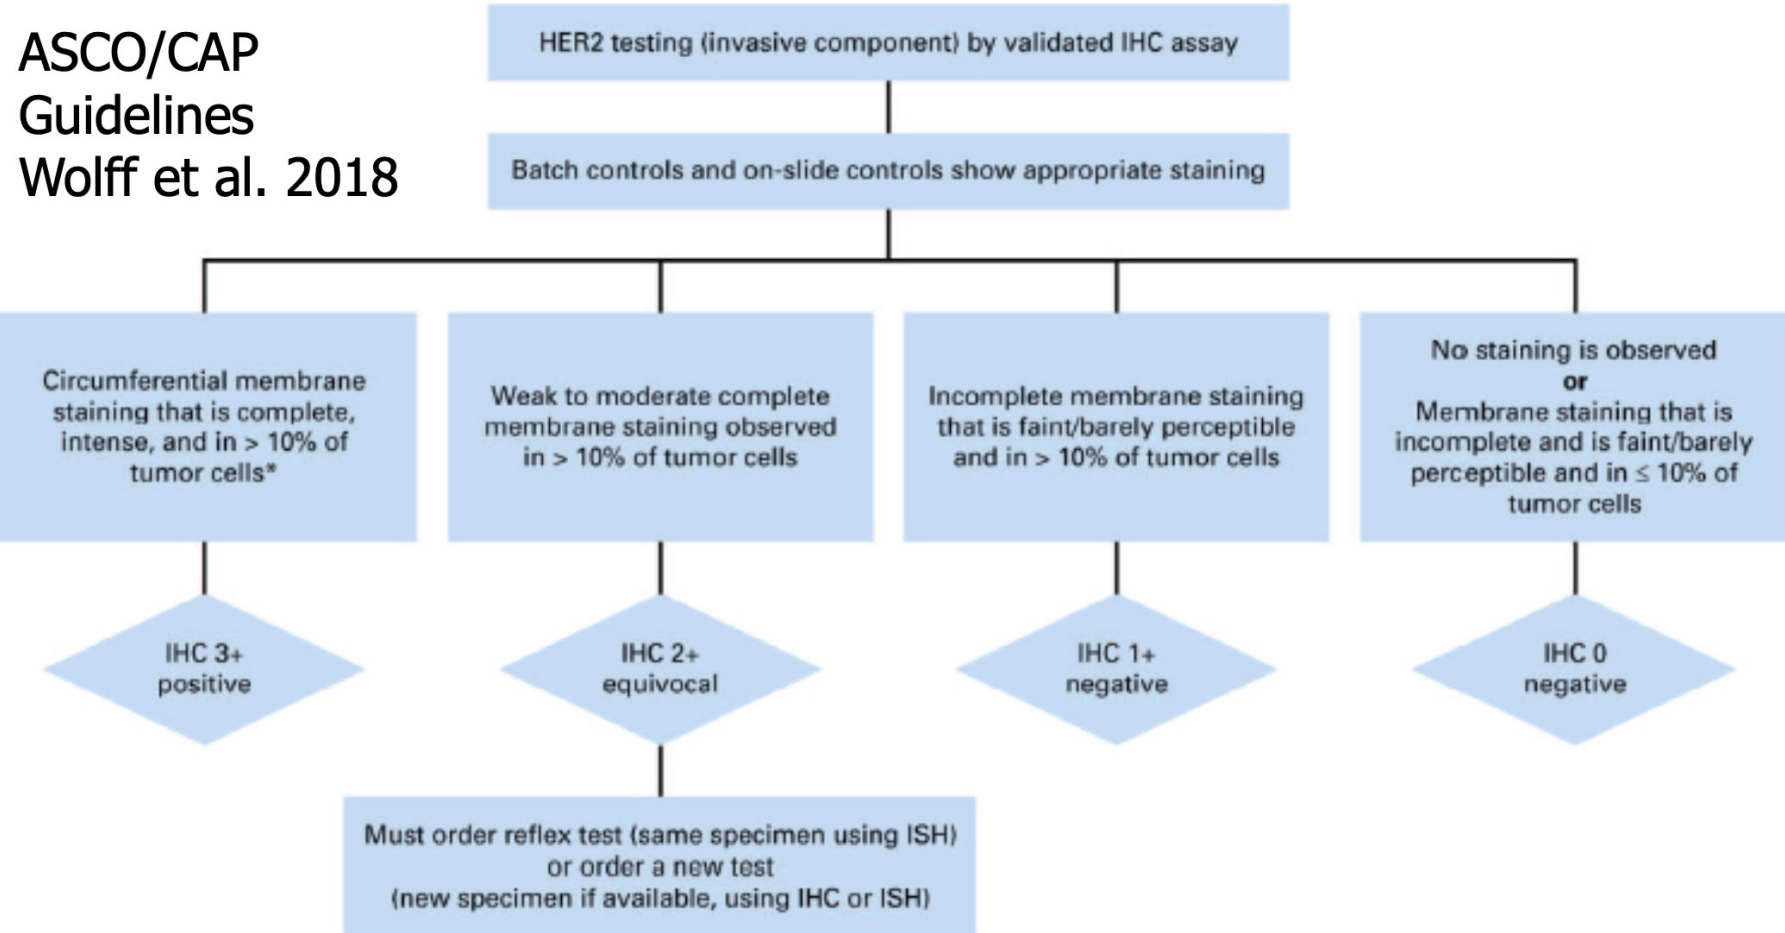 ASCO/CAP
Guidelines
Wolff et al. 2018
HER2 testing (invasive component) by validated IHC assay
Batch controls and on-slide controls show appropriate staining
Circumferential membrane
staining that is complete,
intense, and in > 10% of
tumor cells*
Weak to moderate complete
membrane staining observed
in > 10% of tumor cells
Incomplete membrane staining
that is faint/barely perceptible
and in > 10% of tumor cells
No staining is observed
or
Membrane staining that is
incomplete and is faint/barely
perceptible and in ≤ 10% of
tumor cells
IHC 3+
positive
IHC 2+
equivocal
IHC 1+
negative
IHC 0
negative
Must order reflex test (same specimen using ISH)
or order a new test
(new specimen if available, using IHC or ISH)